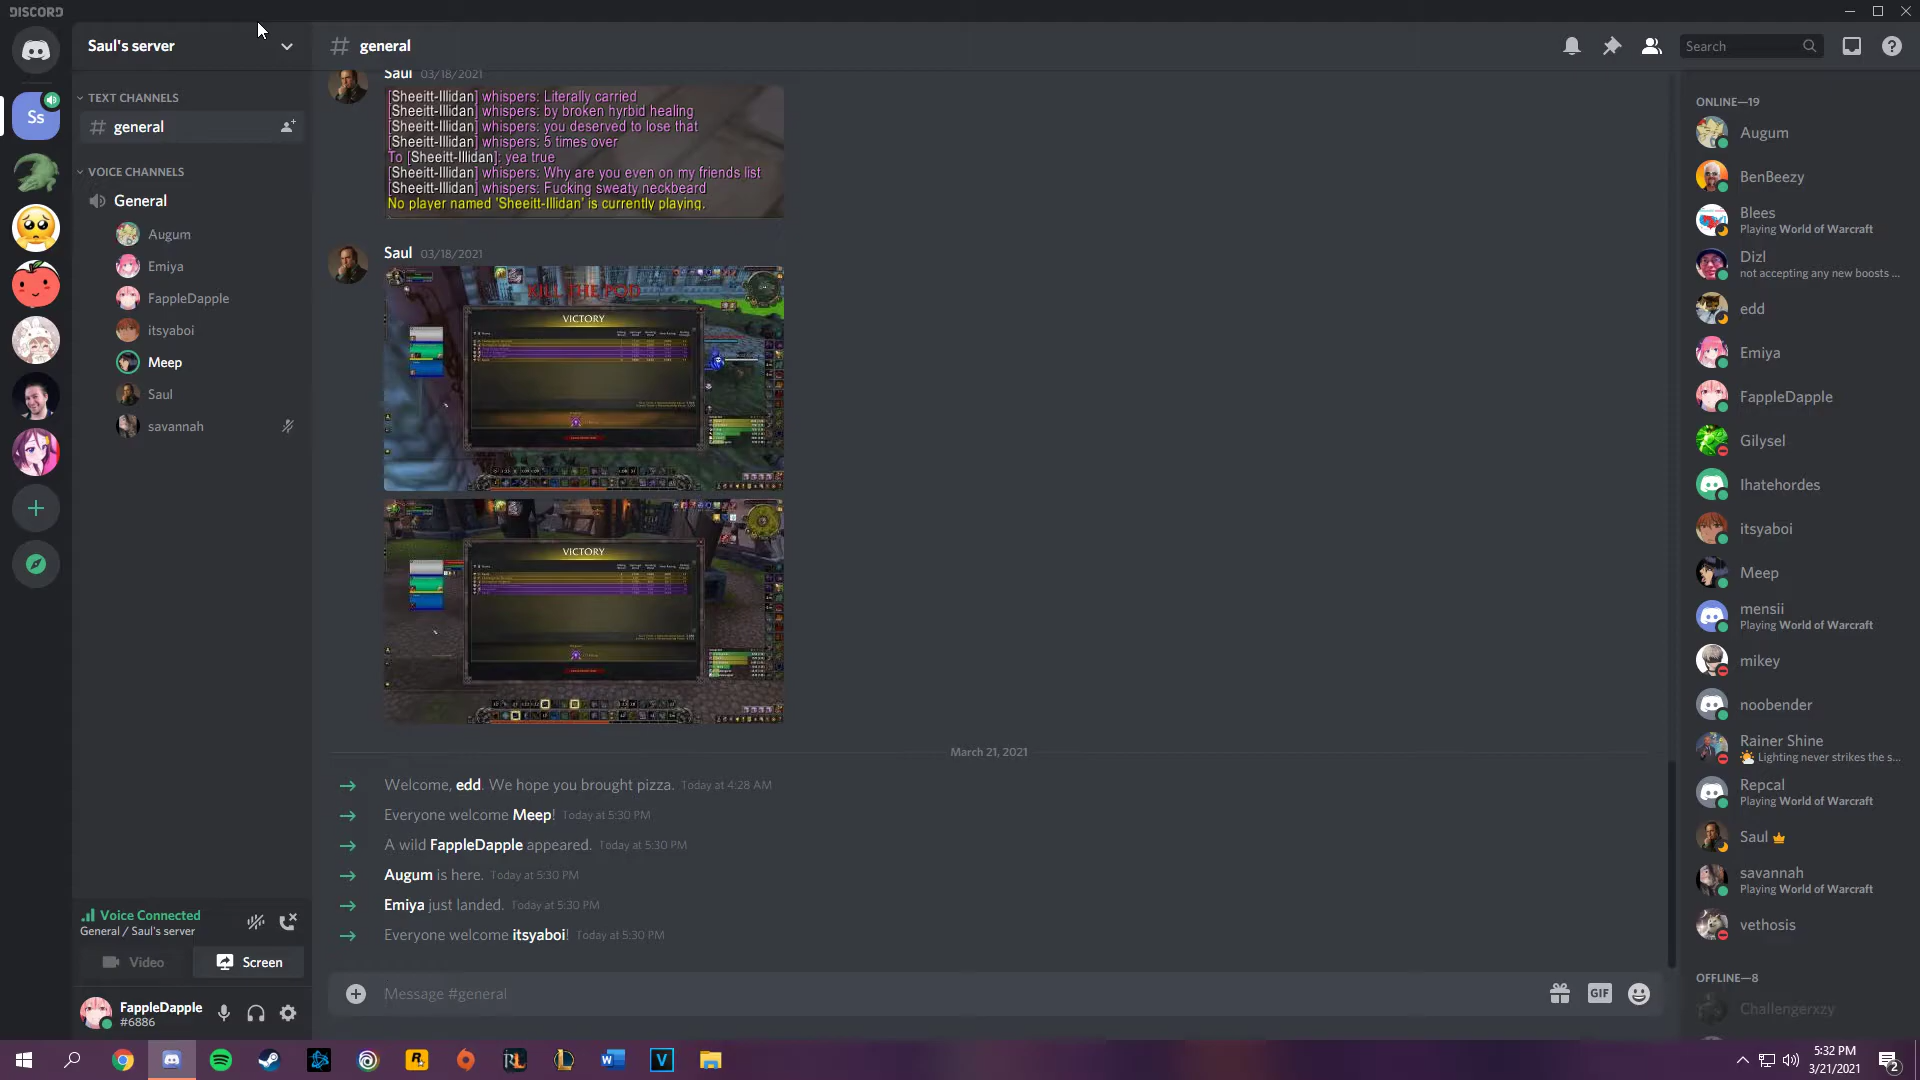 DISCORD
Saul's server
TEXT CHANNELS
general
VOICE CHANNELS
General
Augum
Emiya
FappleDapple
itsyaboi
Meep
Saul
savannah
Voice Connected
General / Saul's server
Video
Screen
FappleDapple
#6886
general
Search
Saul 03/18/2021
[Sheeitt-Illidan] whispers: Literally carried
[Sheeitt-Illidan] whispers: by broken hyrbid healing
[Sheeitt-Illidan] whispers: you deserved to lose that
[Sheeitt-Illidan] whispers: 5 times over
To [Sheeitt-Illidan]: yea true
[Sheeitt-Illidan] whispers: Why are you even on my friends list
[Sheeitt-Illidan] whispers: Fucking sweaty neckbeard
No player named 'Sheeitt-Illidan' is currently playing.
Saul 03/18/2021
KILL THE POD
VICTORY
VICTORY
March 21, 2021
Welcome, edd. We hope you brought pizza. Today at 4:28 AM
Everyone welcome Meep! Today at 5:30 PM
A wild FappleDapple appeared. Today at 5:30 PM
Augum is here. Today at 5:30 PM
Emiya just landed. Today at 5:30 PM
Everyone welcome itsyaboi! Today at 5:30 PM
Message #general
GIF
ONLINE—19
Augum
BenBeezy
Blees
Playing World of Warcraft
Dizl
not accepting any new boosts ...
edd
Emiya
FappleDapple
Gilysel
Ihatehordes
itsyaboi
Meep
mensii
Playing World of Warcraft
mikey
noobender
Rainer Shine
Lighting never strikes the s...
Repcal
Playing World of Warcraft
Saul
savannah
Playing World of Warcraft
vethosis
OFFLINE—8
Challengerxzy
Ss
5:32 PM
3/21/2021
2